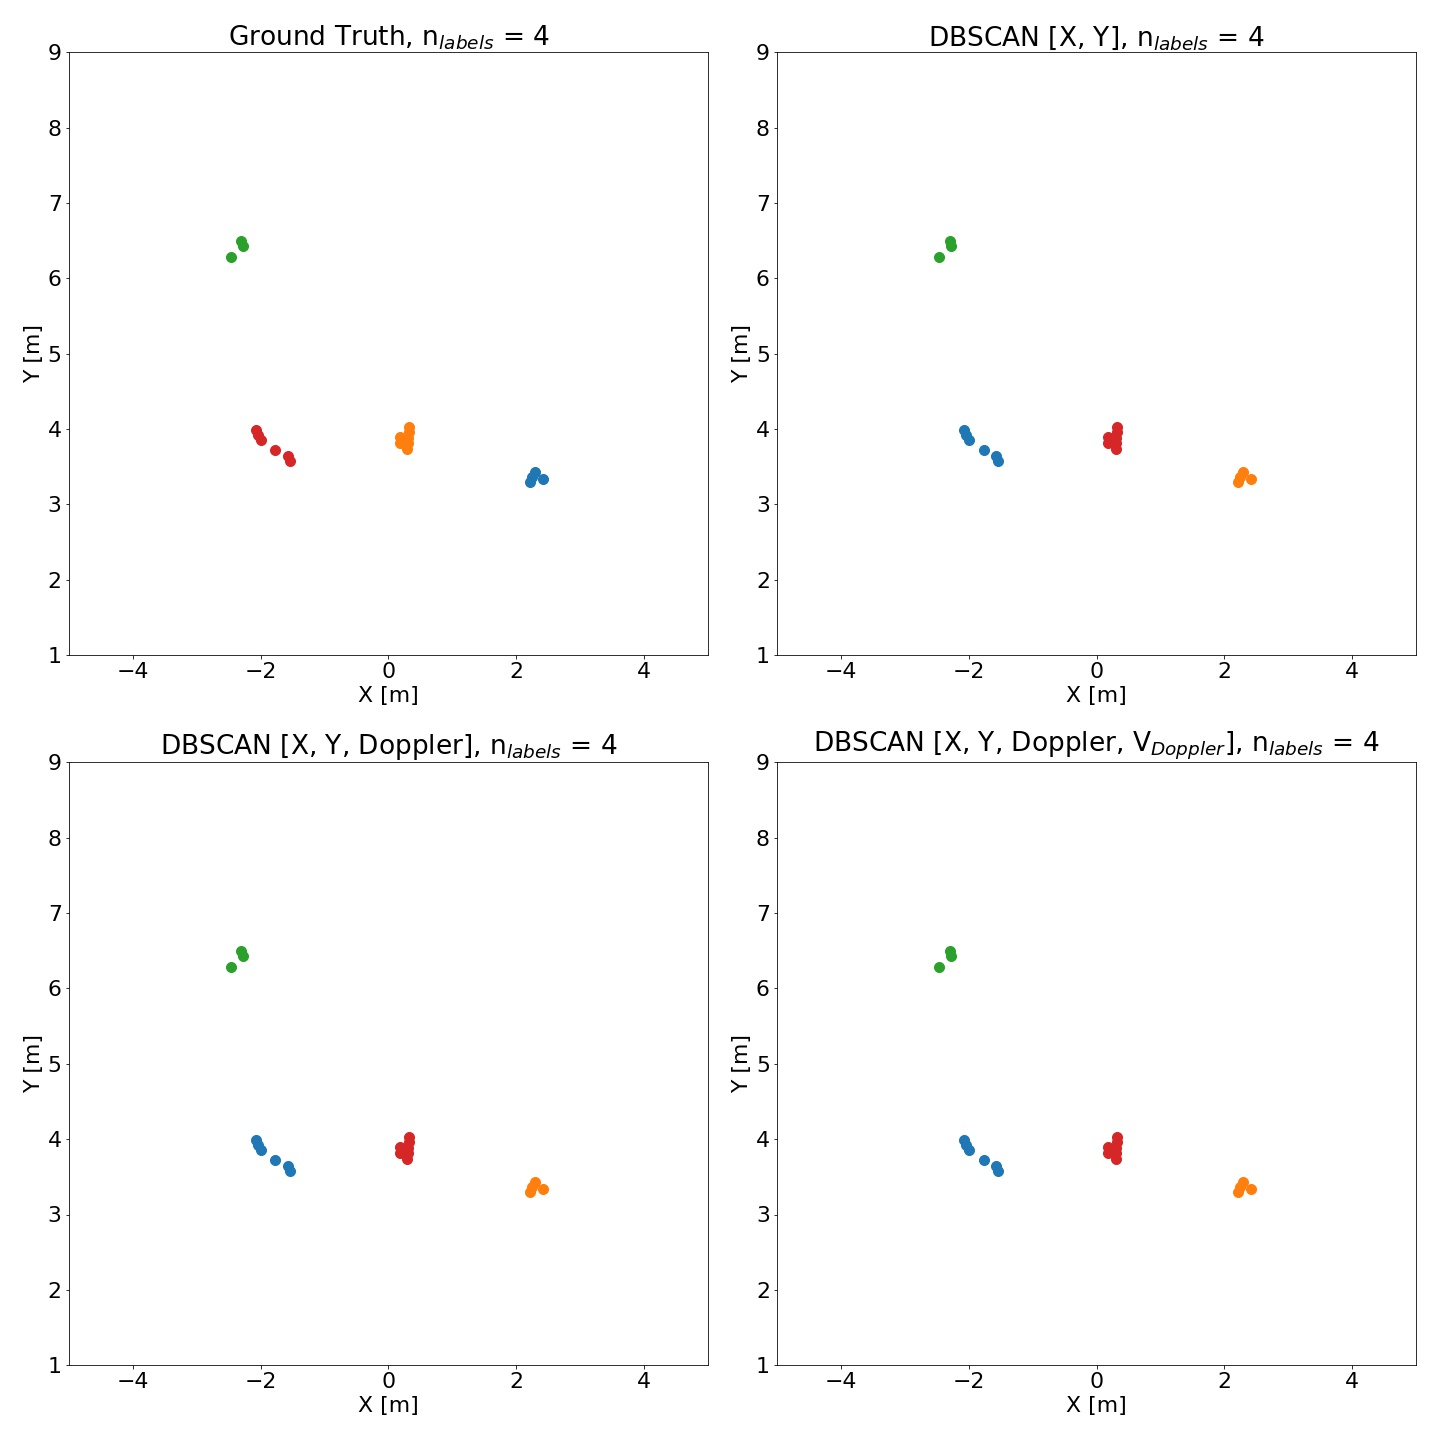 Ground Truth, n_labels = 4
9
8
7
6
5
4
3
2
1
Y [m]
−4 −2 0 2 4
X [m]
DBSCAN [X, Y], n_labels = 4
9
8
7
6
5
4
3
2
1
Y [m]
−4 −2 0 2 4
X [m]
DBSCAN [X, Y, Doppler], n_labels = 4
9
8
7
6
5
4
3
2
1
Y [m]
−4 −2 0 2 4
X [m]
DBSCAN [X, Y, Doppler, V_Doppler], n_labels = 4
9
8
7
6
5
4
3
2
1
Y [m]
−4 −2 0 2 4
X [m]